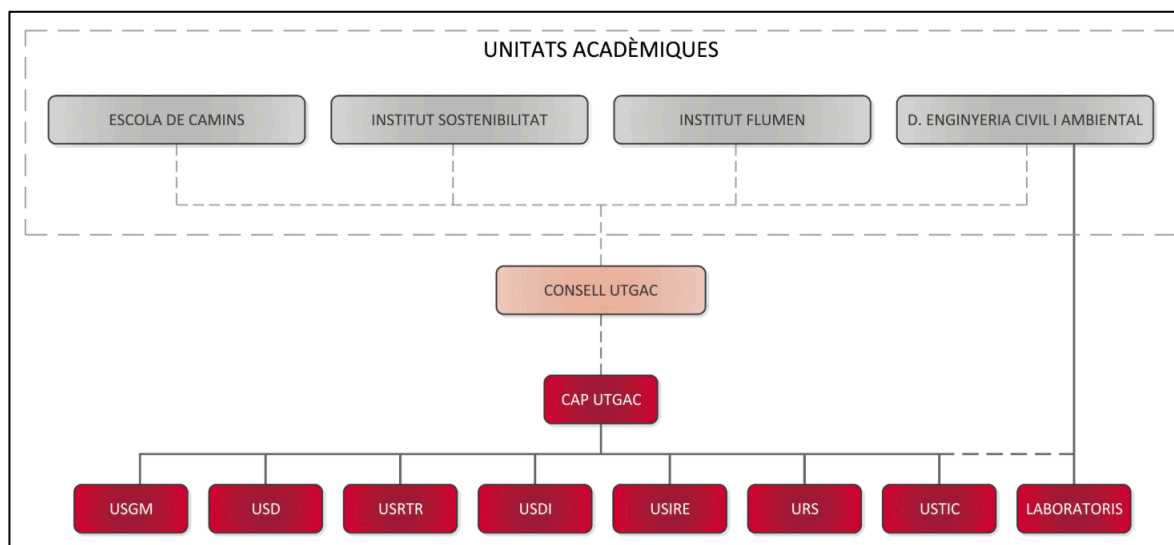 UNITATS ACADÈMIQUES
ESCOLA DE CAMINS
INSTITUT SOSTENIBILITAT
INSTITUT FLUMEN
D. ENGINYERIA CIVIL I AMBIENTAL
CONSELL UTGAC
CAP UTGAC
USGM
USD
USRTR
USDI
USIRE
URS
USTIC
LABORATORIS